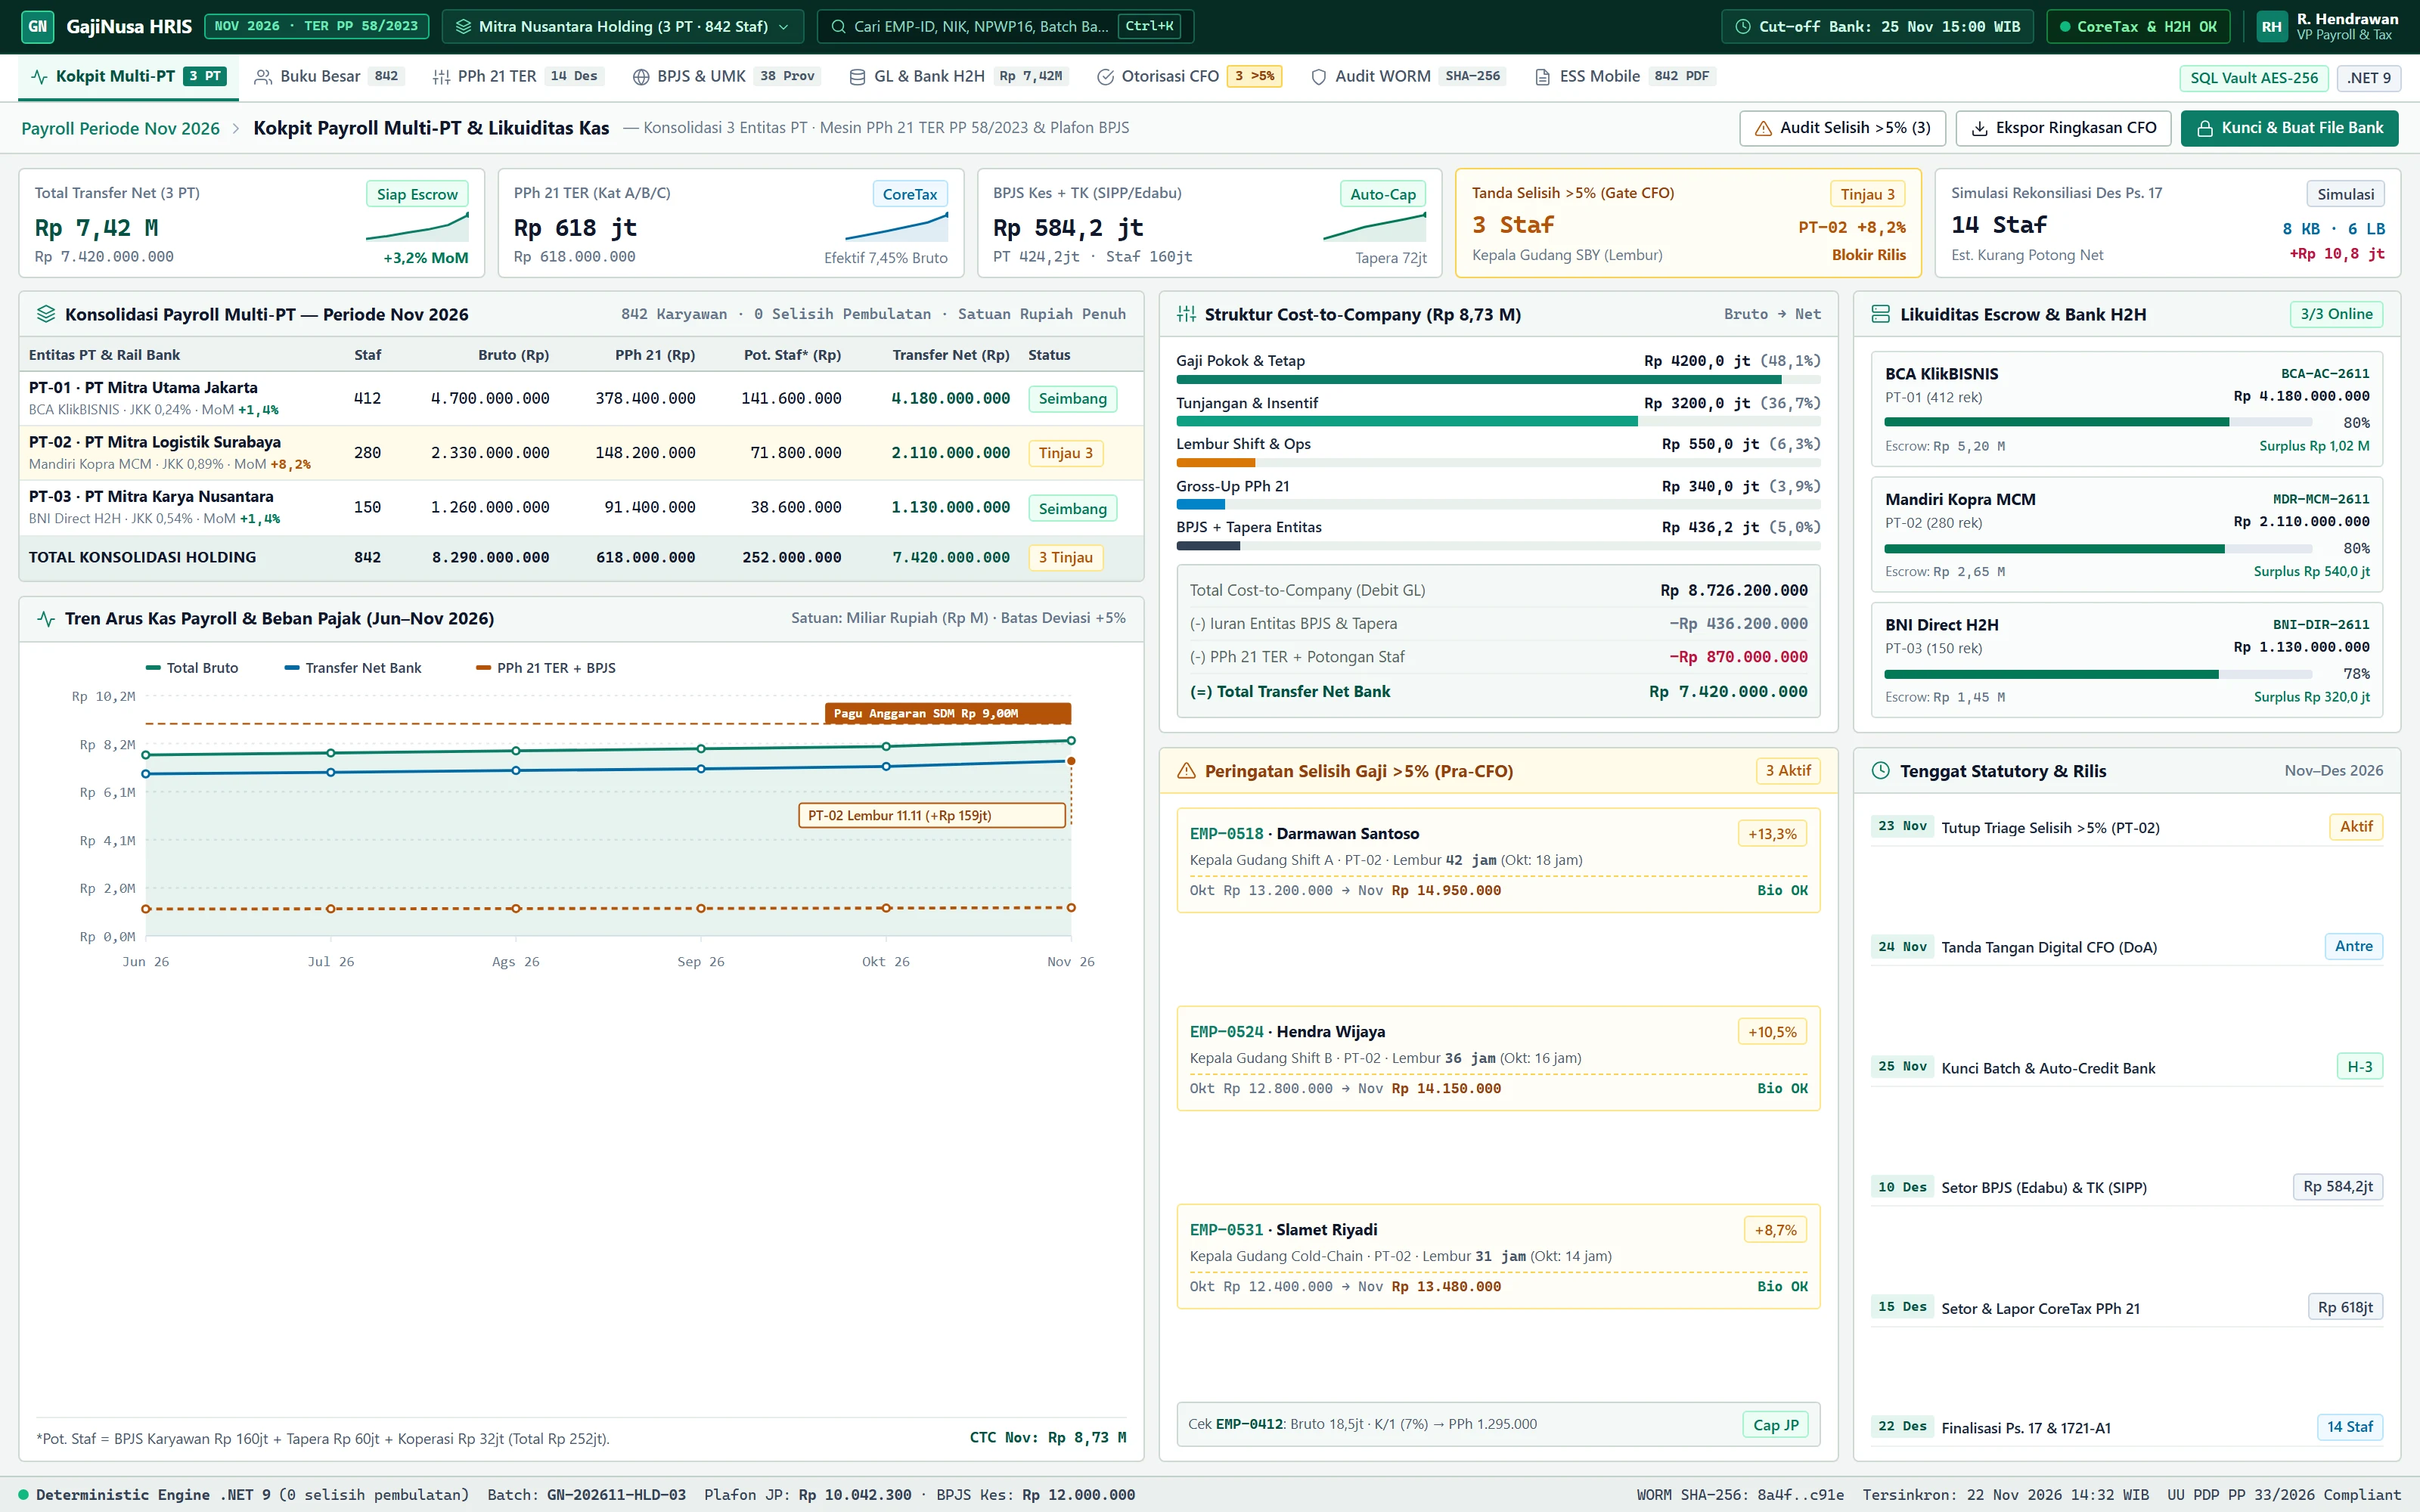 GN GajiNusa HRIS NOV 2026 · TER PP 58/2023 Mitra Nusantara Holding (3 PT · 842 Staf) Cari EMP-ID, NIK, NPWP16, Batch Ba... Ctrl+K Cut-off Bank: 25 Nov 15:00 WIB CoreTax & H2H OK RH R. Hendrawan
VP Payroll & Tax
Kokpit Multi-PT 3 PT Buku Besar 842 PPh 21 TER 14 Des BPJS & UMK 38 Prov GL & Bank H2H Rp 7,42M Otorisasi CFO 3 >5% Audit WORM SHA-256 ESS Mobile 842 PDF SQL Vault AES-256 .NET 9
Payroll Periode Nov 2026 > Kokpit Payroll Multi-PT & Likuiditas Kas — Konsolidasi 3 Entitas PT · Mesin PPh 21 TER PP 58/2023 & Plafon BPJS Audit Selisih >5% (3) Ekspor Ringkasan CFO Kunci & Buat File Bank
Total Transfer Net (3 PT) Siap Escrow
Rp 7,42 M
Rp 7.420.000.000 +3,2% MoM
PPh 21 TER (Kat A/B/C) CoreTax
Rp 618 jt
Rp 618.000.000 Efektif 7,45% Bruto
BPJS Kes + TK (SIPP/Edabu) Auto-Cap
Rp 584,2 jt
PT 424,2jt · Staf 160jt Tapera 72jt
Tanda Selisih >5% (Gate CFO) Tinjau 3
3 Staf PT-02 +8,2%
Kepala Gudang SBY (Lembur) Blokir Rilis
Simulasi Rekonsiliasi Des Ps. 17 Simulasi
14 Staf 8 KB · 6 LB
Est. Kurang Potong Net +Rp 10,8 jt
Konsolidasi Payroll Multi-PT — Periode Nov 2026 842 Karyawan · 0 Selisih Pembulatan · Satuan Rupiah Penuh
Entitas PT & Rail Bank Staf Bruto (Rp) PPh 21 (Rp) Pot. Staf* (Rp) Transfer Net (Rp) Status
PT-01 · PT Mitra Utama Jakarta 412 4.700.000.000 378.400.000 141.600.000 4.180.000.000 Seimbang
BCA KlikBISNIS · JKK 0,24% · MoM +1,4%
PT-02 · PT Mitra Logistik Surabaya 280 2.330.000.000 148.200.000 71.800.000 2.110.000.000 Tinjau 3
Mandiri Kopra MCM · JKK 0,89% · MoM +8,2%
PT-03 · PT Mitra Karya Nusantara 150 1.260.000.000 91.400.000 38.600.000 1.130.000.000 Seimbang
BNI Direct H2H · JKK 0,54% · MoM +1,4%
TOTAL KONSOLIDASI HOLDING 842 8.290.000.000 618.000.000 252.000.000 7.420.000.000 3 Tinjau
Tren Arus Kas Payroll & Beban Pajak (Jun–Nov 2026) Satuan: Miliar Rupiah (Rp M) · Batas Deviasi +5%
Total Bruto Transfer Net Bank PPh 21 TER + BPJS
Rp 10,2M
Pagu Anggaran SDM Rp 9,00M
Rp 8,2M
Rp 6,1M
PT-02 Lembur 11.11 (+Rp 159jt)
Rp 4,1M
Rp 2,0M
Rp 0,0M
Jun 26 Jul 26 Ags 26 Sep 26 Okt 26 Nov 26
*Pot. Staf = BPJS Karyawan Rp 160jt + Tapera Rp 60jt + Koperasi Rp 32jt (Total Rp 252jt). CTC Nov: Rp 8,73 M
Struktur Cost-to-Company (Rp 8,73 M) Bruto → Net
Gaji Pokok & Tetap Rp 4200,0 jt (48,1%)
Tunjangan & Insentif Rp 3200,0 jt (36,7%)
Lembur Shift & Ops Rp 550,0 jt (6,3%)
Gross-Up PPh 21 Rp 340,0 jt (3,9%)
BPJS + Tapera Entitas Rp 436,2 jt (5,0%)
Total Cost-to-Company (Debit GL) Rp 8.726.200.000
(-) Iuran Entitas BPJS & Tapera −Rp 436.200.000
(-) PPh 21 TER + Potongan Staf −Rp 870.000.000
(=) Total Transfer Net Bank Rp 7.420.000.000
Likuiditas Escrow & Bank H2H 3/3 Online
BCA KlikBISNIS BCA-AC-2611
PT-01 (412 rek) Rp 4.180.000.000
80%
Escrow: Rp 5,20 M Surplus Rp 1,02 M
Mandiri Kopra MCM MDR-MCM-2611
PT-02 (280 rek) Rp 2.110.000.000
80%
Escrow: Rp 2,65 M Surplus Rp 540,0 jt
BNI Direct H2H BNI-DIR-2611
PT-03 (150 rek) Rp 1.130.000.000
78%
Escrow: Rp 1,45 M Surplus Rp 320,0 jt
Peringatan Selisih Gaji >5% (Pra-CFO) 3 Aktif
EMP-0518 · Darmawan Santoso +13,3%
Kepala Gudang Shift A · PT-02 · Lembur 42 jam (Okt: 18 jam)
Okt Rp 13.200.000 → Nov Rp 14.950.000 Bio OK
EMP-0524 · Hendra Wijaya +10,5%
Kepala Gudang Shift B · PT-02 · Lembur 36 jam (Okt: 16 jam)
Okt Rp 12.800.000 → Nov Rp 14.150.000 Bio OK
EMP-0531 · Slamet Riyadi +8,7%
Kepala Gudang Cold-Chain · PT-02 · Lembur 31 jam (Okt: 14 jam)
Okt Rp 12.400.000 → Nov Rp 13.480.000 Bio OK
Cek EMP-0412: Bruto 18,5jt · K/1 (7%) → PPh 1.295.000 Cap JP
Tenggat Statutory & Rilis Nov–Des 2026
23 Nov Tutup Triage Selisih >5% (PT-02) Aktif
24 Nov Tanda Tangan Digital CFO (DoA) Antre
25 Nov Kunci Batch & Auto-Credit Bank H-3
10 Des Setor BPJS (Edabu) & TK (SIPP) Rp 584,2jt
15 Des Setor & Lapor CoreTax PPh 21 Rp 618jt
22 Des Finalisasi Ps. 17 & 1721-A1 14 Staf
Deterministic Engine .NET 9 (0 selisih pembulatan) Batch: GN-202611-HLD-03 Plafon JP: Rp 10.042.300 · BPJS Kes: Rp 12.000.000 WORM SHA-256: 8a4f..c91e Tersinkron: 22 Nov 2026 14:32 WIB UU PDP PP 33/2026 Compliant